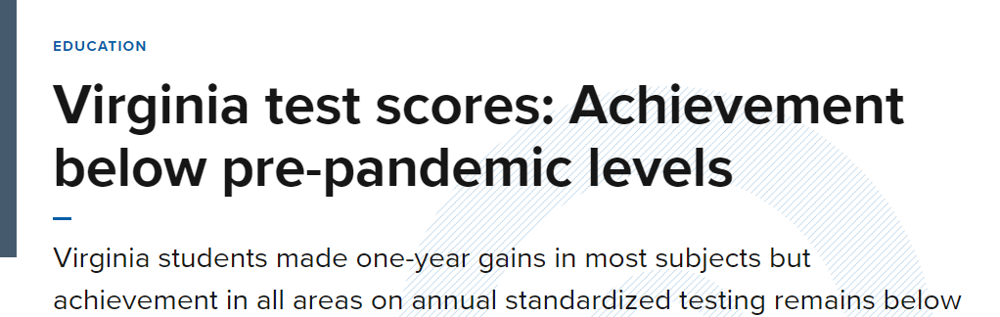 EDUCATION
Virginia test scores: Achievement
below pre-pandemic levels
Virginia students made one-year gains in most subjects but
achievement in all areas on annual standardized testing remains below